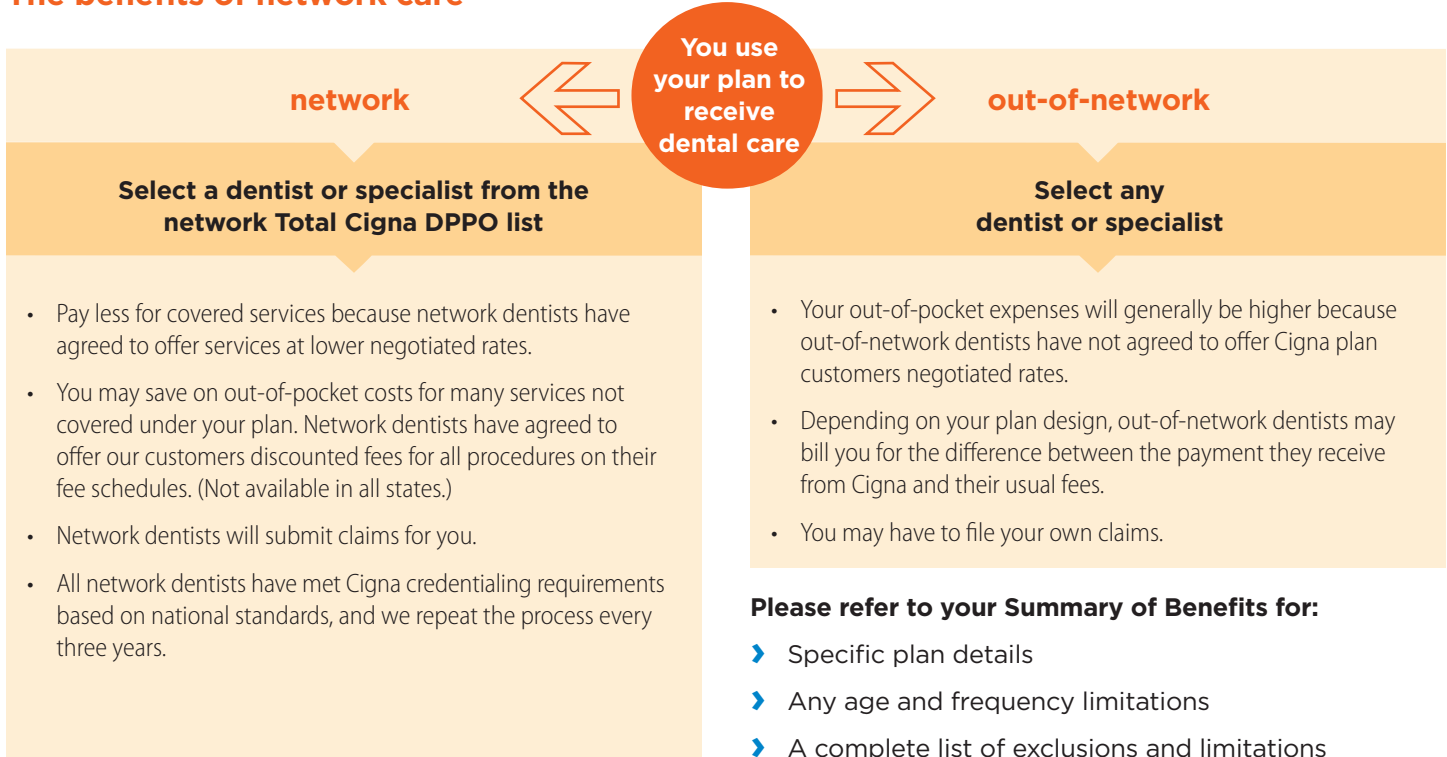 The benefits of network care
You use
your plan to
receive
dental care
network
Select a dentist or specialist from the
network Total Cigna DPPO list
• Pay less for covered services because network dentists have
agreed to offer services at lower negotiated rates.
• You may save on out-of-pocket costs for many services not
covered under your plan. Network dentists have agreed to
offer our customers discounted fees for all procedures on their
fee schedules. (Not available in all states.)
• Network dentists will submit claims for you.
• All network dentists have met Cigna credentialing requirements
based on national standards, and we repeat the process every
three years.
out-of-network
Select any
dentist or specialist
• Your out-of-pocket expenses will generally be higher because
out-of-network dentists have not agreed to offer Cigna plan
customers negotiated rates.
• Depending on your plan design, out-of-network dentists may
bill you for the difference between the payment they receive
from Cigna and their usual fees.
• You may have to file your own claims.
Please refer to your Summary of Benefits for:
› Specific plan details
› Any age and frequency limitations
› A complete list of exclusions and limitations